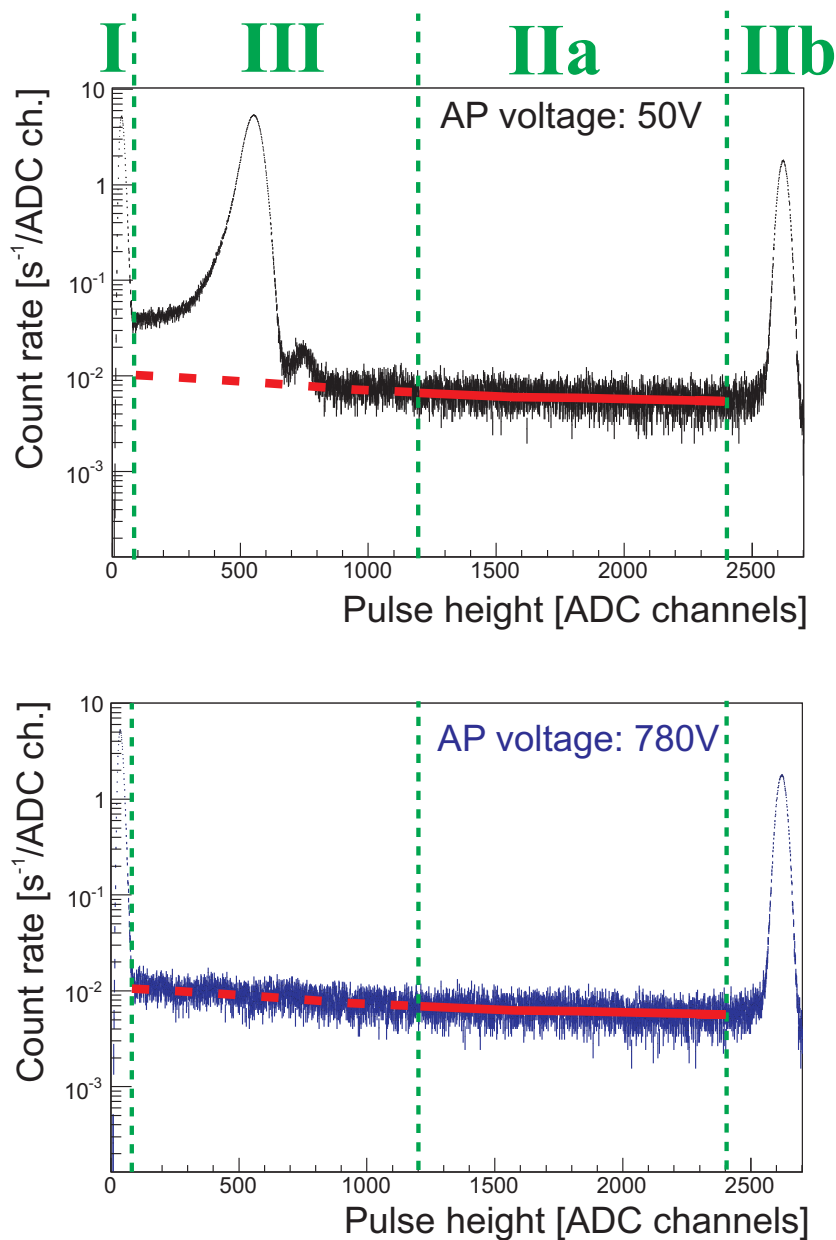 I III IIa IIb
AP voltage: 50V
Count rate [s⁻¹/ADC ch.]
10
1
10⁻¹
10⁻²
10⁻³
0 500 1000 1500 2000 2500
Pulse height [ADC channels]
AP voltage: 780V
Count rate [s⁻¹/ADC ch.]
10
1
10⁻¹
10⁻²
10⁻³
0 500 1000 1500 2000 2500
Pulse height [ADC channels]